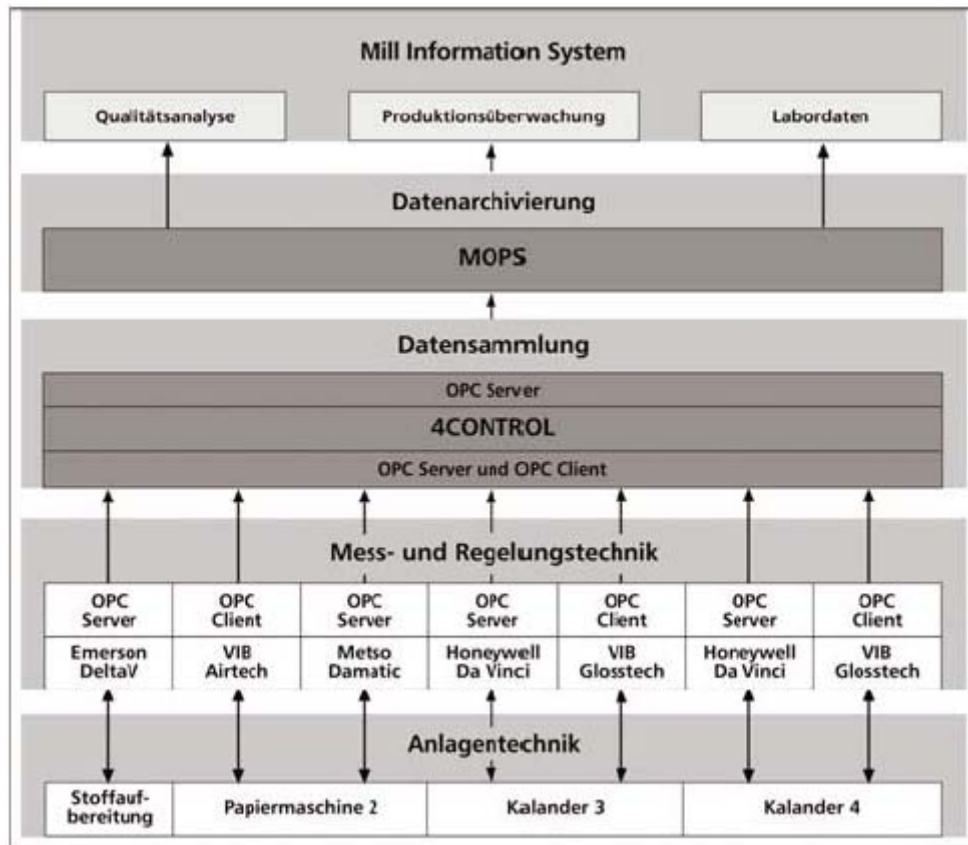 Mill Information System
Qualitätsanalyse
Produktionsüberwachung
Labordaten
Datenarchivierung
MOPS
Datensammlung
OPC Server
4CONTROL
OPC Server und OPC Client
Mess- und Regelungstechnik
OPC
Server
OPC
Client
OPC
Server
OPC
Server
OPC
Client
OPC
Server
OPC
Client
Emerson
DeltaV
VIB
Airtech
Metso
Damatic
Honeywell
Da Vinci
VIB
Glosstech
Honeywell
Da Vinci
VIB
Glosstech
Anlagentechnik
Stoffauf-
bereitung
Papiermaschine 2
Kalander 3
Kalander 4